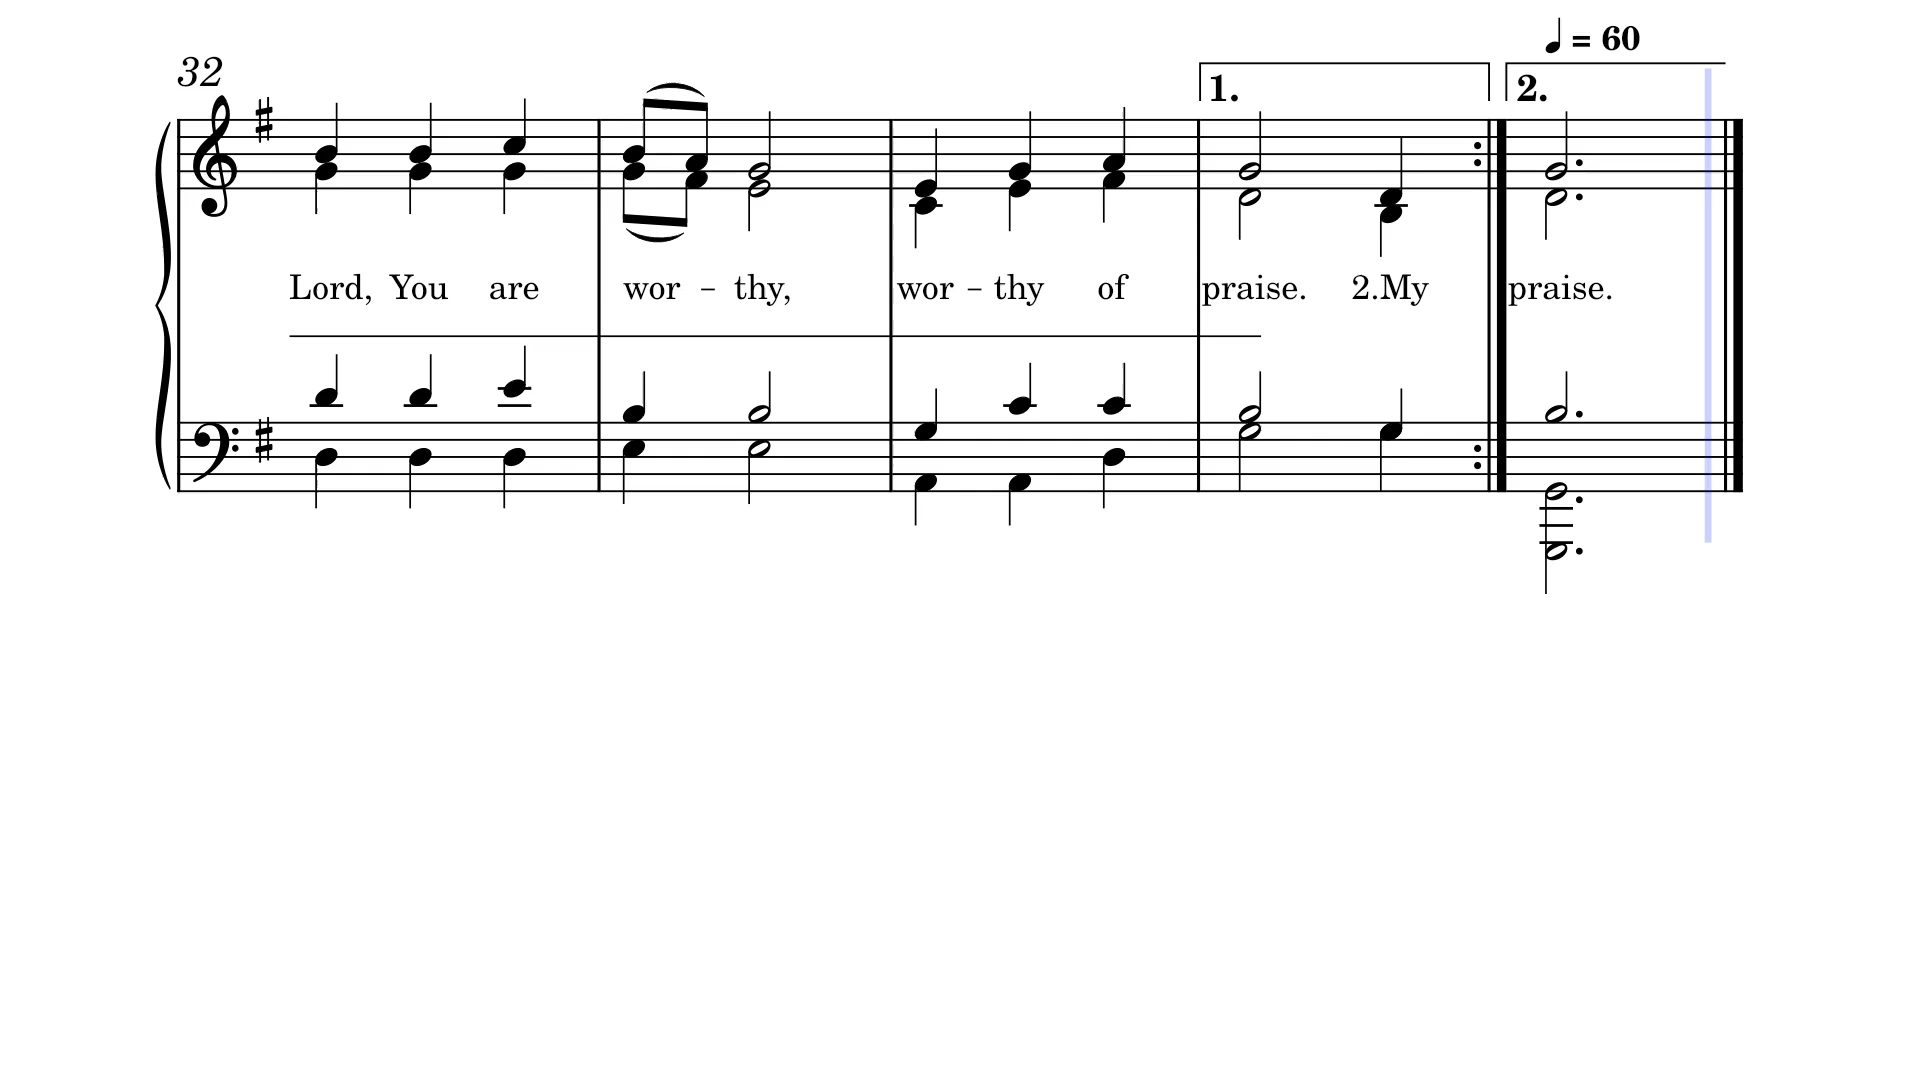 ♩ = 60
32
1. 2.
Lord, You are wor - thy, wor - thy of praise. 2.My praise.